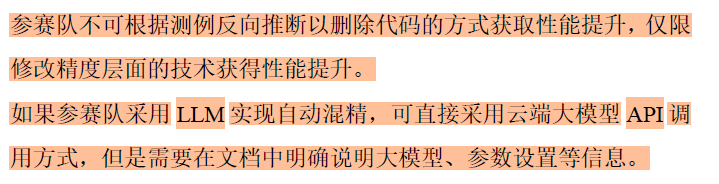 参赛队不可根据测例反向推断以删除代码的方式获取性能提升，仅限
修改精度层面的技术获得性能提升。
如果参赛队采用 LLM 实现自动混精，可直接采用云端大模型 API 调
用方式，但是需要在文档中明确说明大模型、参数设置等信息。